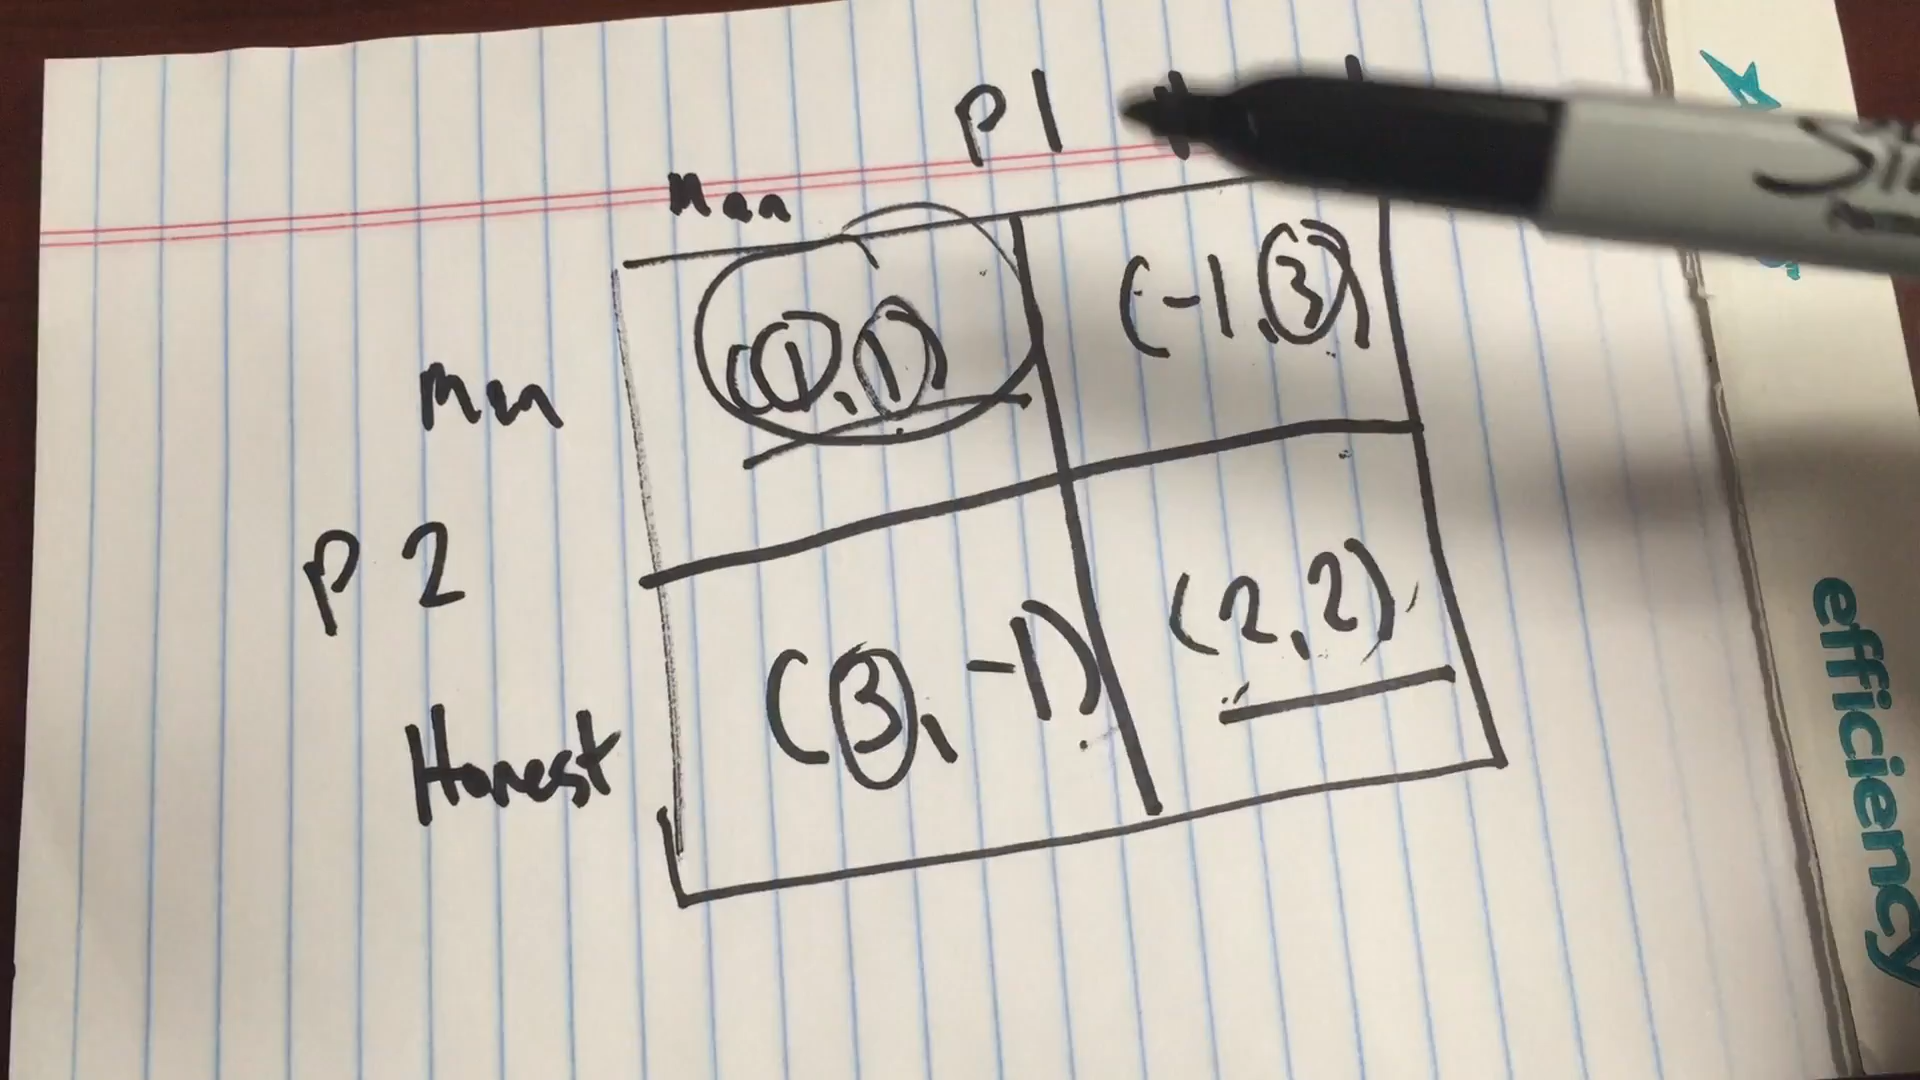 P1
Man
Man (1,1) (-1,3)
P2
Honest (3,-1) (2,2)
efficiency